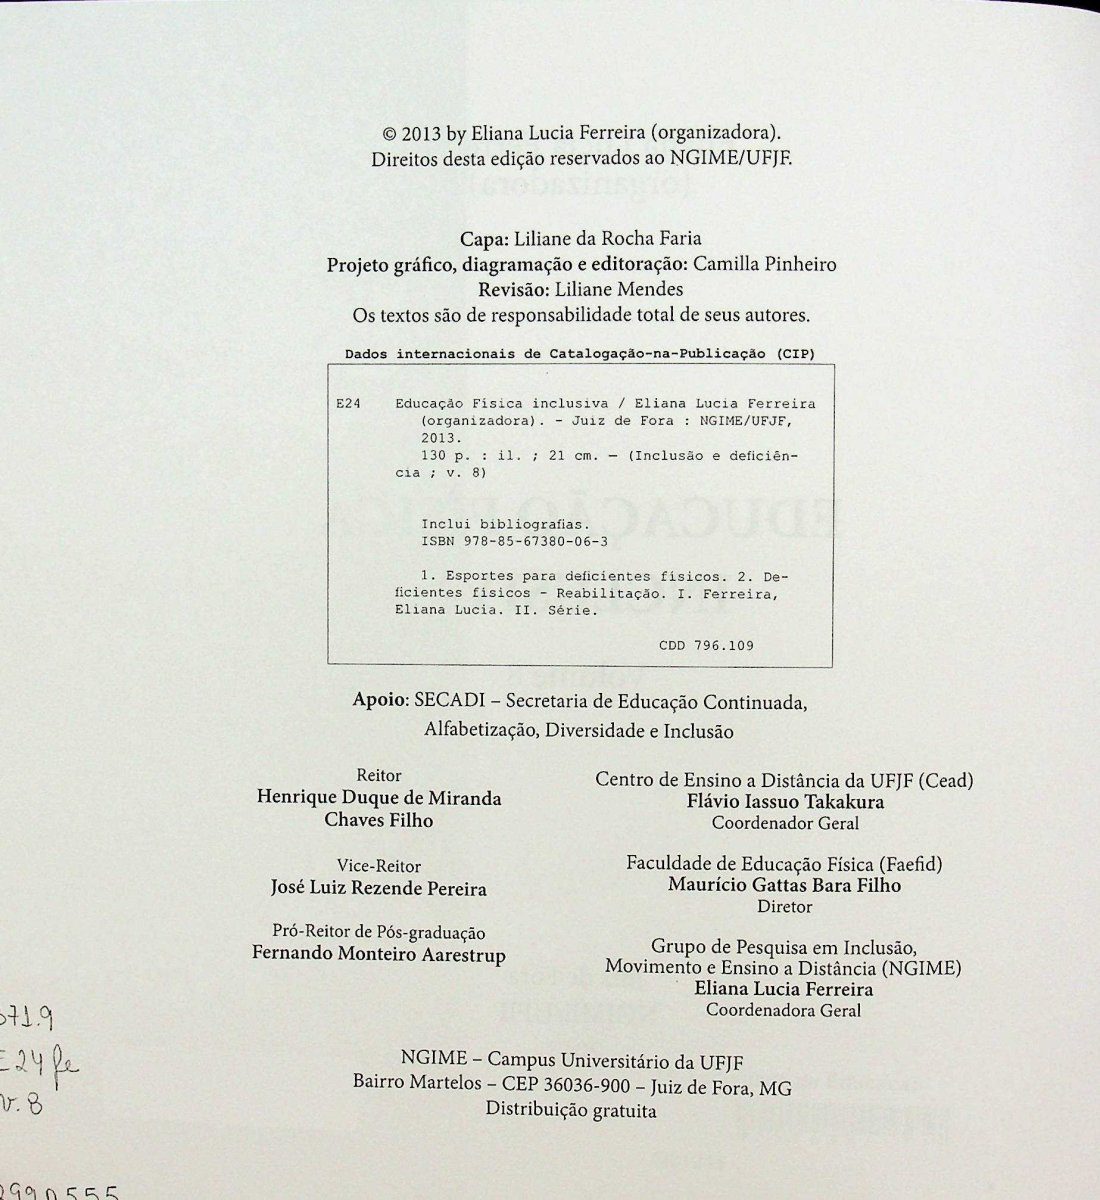 © 2013 by Eliana Lucia Ferreira (organizadora).
Direitos desta edição reservados ao NGIME/UFJF.
Capa: Liliane da Rocha Faria
Projeto gráfico, diagramação e editoração: Camilla Pinheiro
Revisão: Liliane Mendes
Os textos são de responsabilidade total de seus autores.
Dados internacionais de Catalogação-na-Publicação (CIP)
E24 Educação Física inclusiva / Eliana Lucia Ferreira
(organizadora). - Juiz de Fora : NGIME/UFJF,
2013.
130 p. : il. ; 21 cm. – (Inclusão e deficiên-
cia ; v. 8)
Inclui bibliografias.
ISBN 978-85-67380-06-3
1. Esportes para deficientes físicos. 2. De-
ficientes físicos - Reabilitação. I. Ferreira,
Eliana Lucia. II. Série.
CDD 796.109
Apoio: SECADI – Secretaria de Educação Continuada,
Alfabetização, Diversidade e Inclusão
Reitor
Henrique Duque de Miranda
Chaves Filho
Vice-Reitor
José Luiz Rezende Pereira
Pró-Reitor de Pós-graduação
Fernando Monteiro Aarestrup
Centro de Ensino a Distância da UFJF (Cead)
Flávio Iassuo Takakura
Coordenador Geral
Faculdade de Educação Física (Faefid)
Maurício Gattas Bara Filho
Diretor
Grupo de Pesquisa em Inclusão,
Movimento e Ensino a Distância (NGIME)
Eliana Lucia Ferreira
Coordenadora Geral
NGIME – Campus Universitário da UFJF
Bairro Martelos – CEP 36036-900 – Juiz de Fora, MG
Distribuição gratuita
E24fe
v. 8